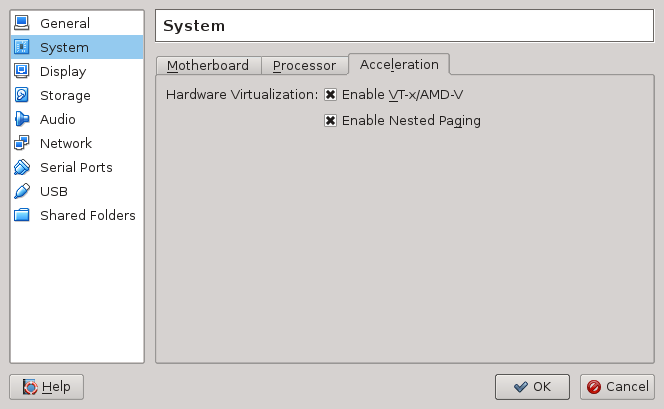 General
System
Display
Storage
Audio
Network
Serial Ports
USB
Shared Folders
System
Motherboard Processor Acceleration
Hardware Virtualization: Enable VT-x/AMD-V
Enable Nested Paging
Help OK Cancel